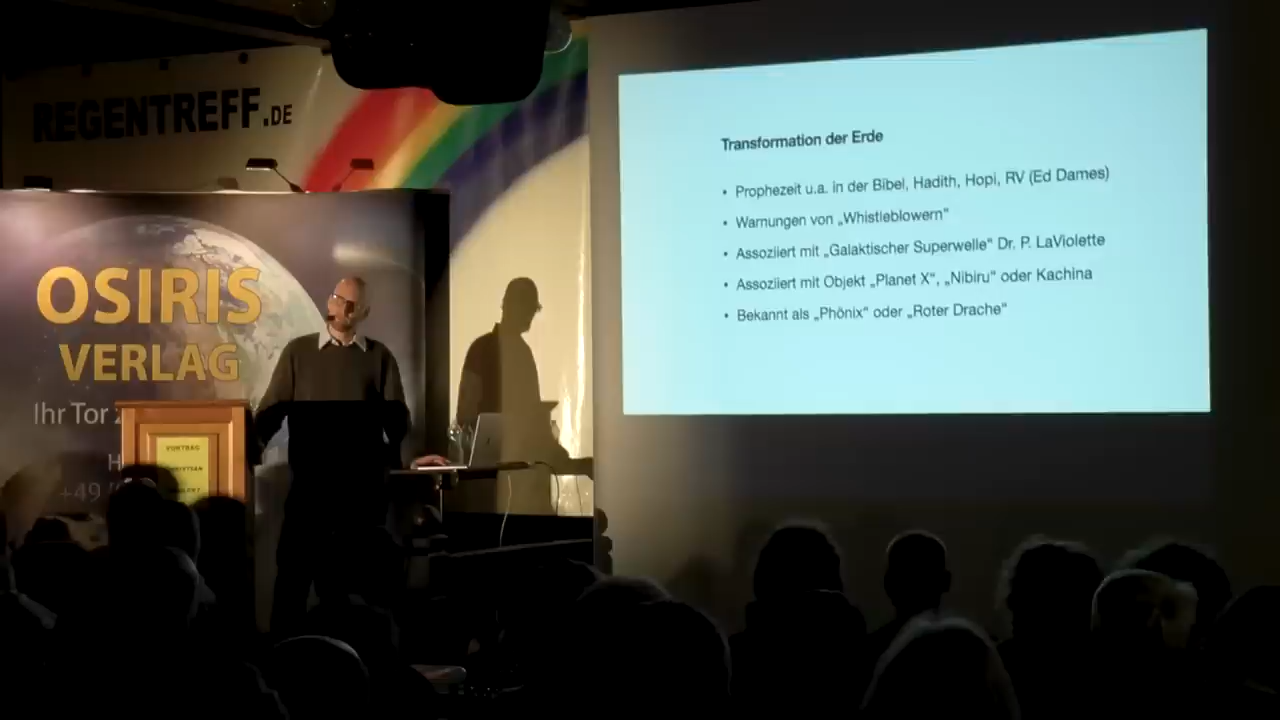 REGENTREFF.DE
OSIRIS
VERLAG
Ihr Tor
+49
VORTRAG
Transformation der Erde
• Prophezeit u.a. in der Bibel, Hadith, Hopi, RV (Ed Dames)
• Warnungen von „Whistleblowern“
• Assoziiert mit „Galaktischer Superwelle“ Dr. P. LaViolette
• Assoziiert mit Objekt „Planet X“, „Nibiru“ oder Kachina
• Bekannt als „Phönix“ oder „Roter Drache“